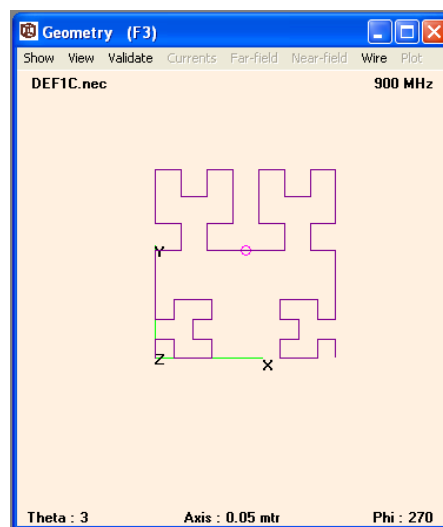 Geometry (F3)
Show View Validate Currents Far-field Near-field Wire Plot
DEF1C.nec 900 MHz
Y
Z X
Theta : 3 Axis : 0.05 mtr Phi : 270